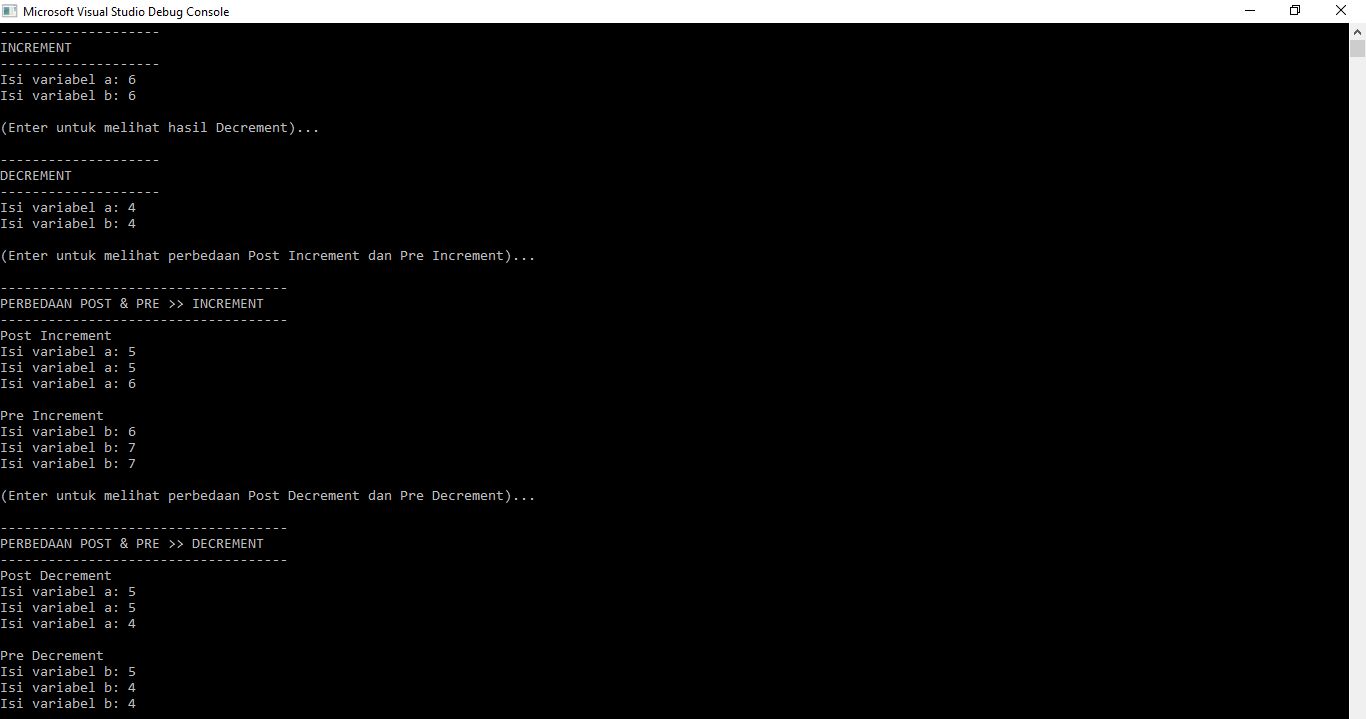 Microsoft Visual Studio Debug Console
--------------------
INCREMENT
--------------------
Isi variabel a: 6
Isi variabel b: 6
(Enter untuk melihat hasil Decrement)...
--------------------
DECREMENT
--------------------
Isi variabel a: 4
Isi variabel b: 4
(Enter untuk melihat perbedaan Post Increment dan Pre Increment)...
------------------------------------
PERBEDAAN POST & PRE >> INCREMENT
------------------------------------
Post Increment
Isi variabel a: 5
Isi variabel a: 5
Isi variabel a: 6
Pre Increment
Isi variabel b: 6
Isi variabel b: 7
Isi variabel b: 7
(Enter untuk melihat perbedaan Post Decrement dan Pre Decrement)...
------------------------------------
PERBEDAAN POST & PRE >> DECREMENT
------------------------------------
Post Decrement
Isi variabel a: 5
Isi variabel a: 5
Isi variabel a: 4
Pre Decrement
Isi variabel b: 5
Isi variabel b: 4
Isi variabel b: 4